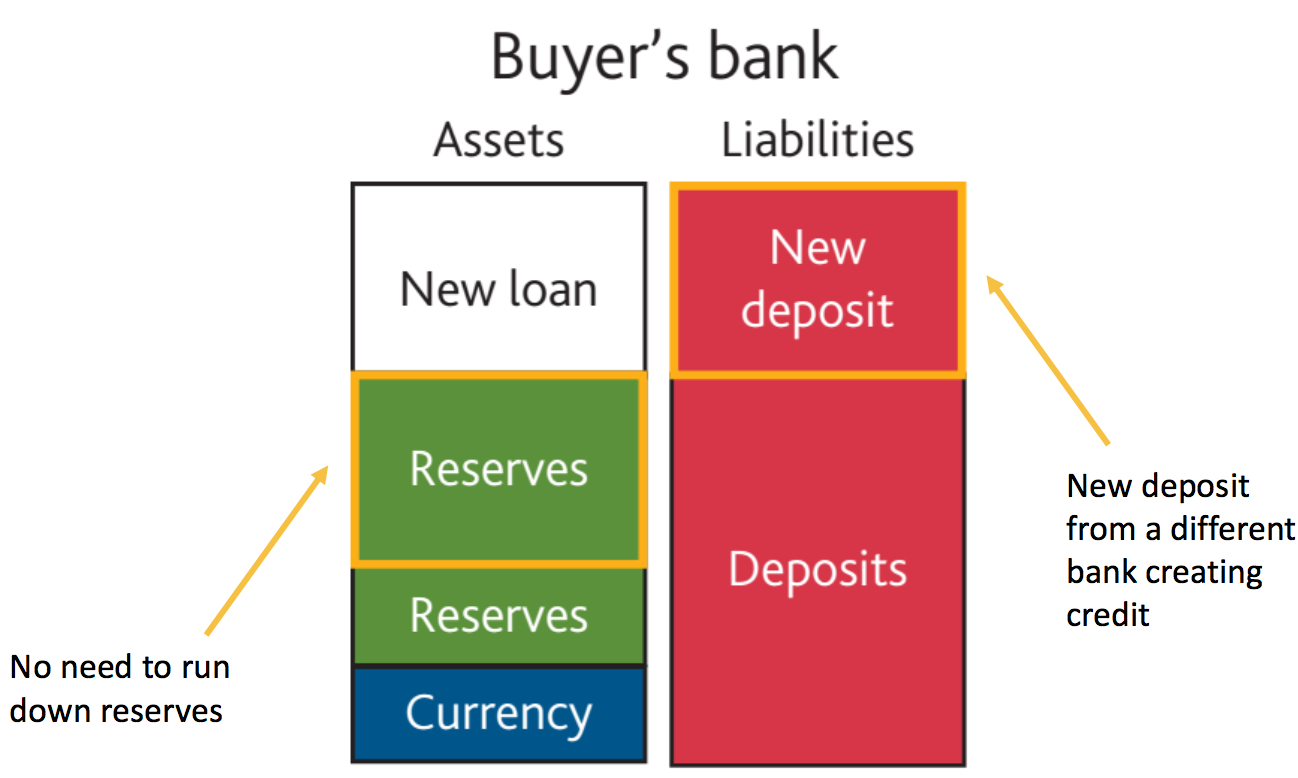 Buyer’s bank
Assets
Liabilities
New loan
New
deposit
Reserves
Reserves
Currency
Deposits
No need to run
down reserves
New deposit
from a different
bank creating
credit